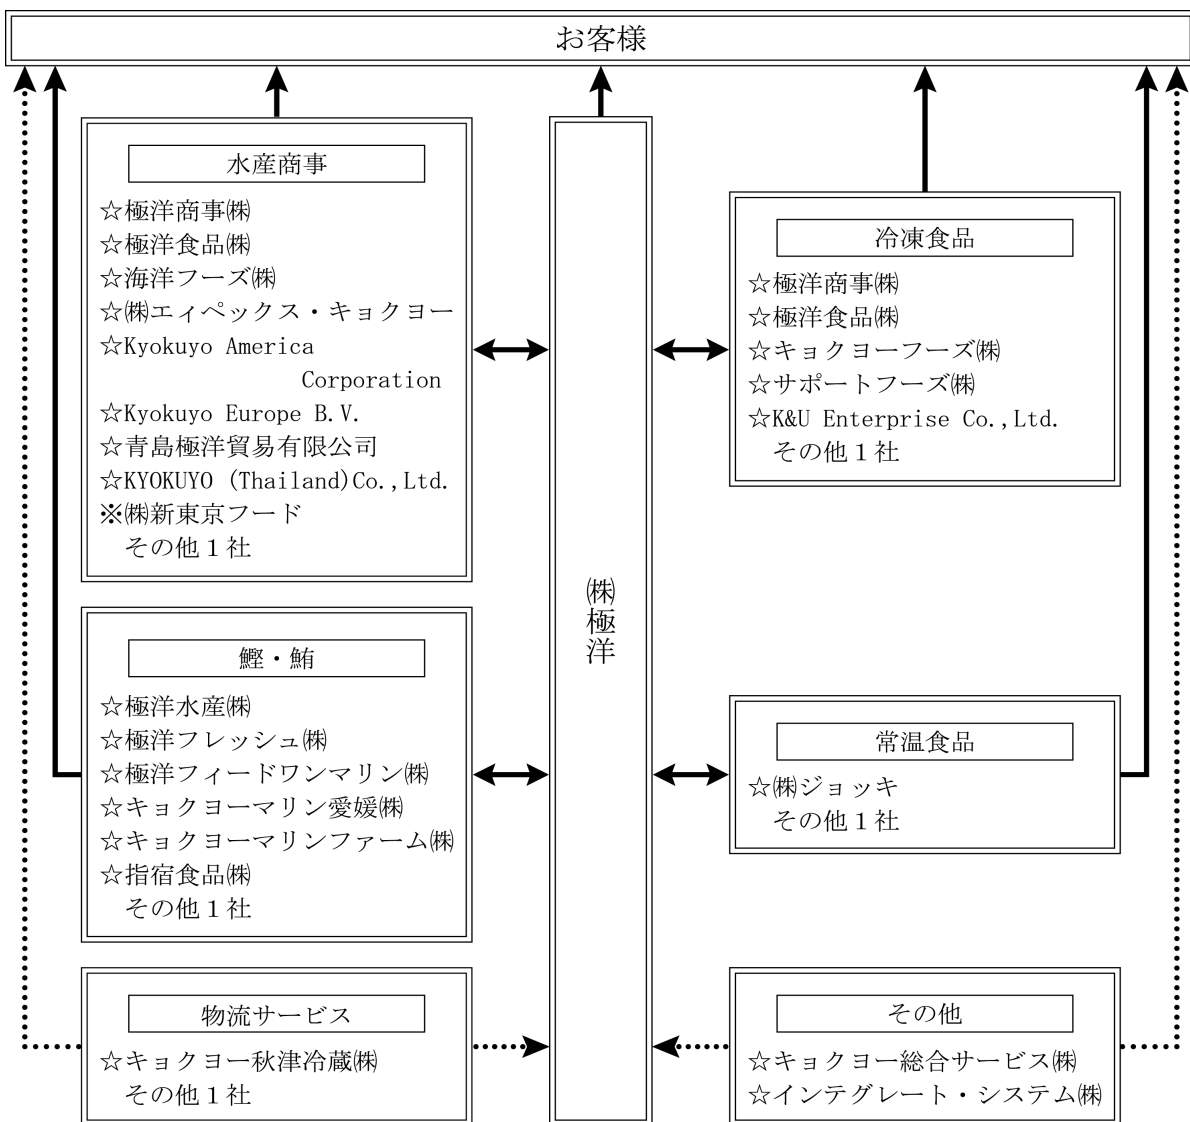 お客様
水産商事
☆極洋商事㈱
☆極洋食品㈱
☆海洋フーズ㈱
☆㈱エィペックス・キョクヨー
☆Kyokuyo America
Corporation
☆Kyokuyo Europe B.V.
☆青島極洋貿易有限公司
☆KYOKUYO (Thailand)Co.,Ltd.
※㈱新東京フード
その他１社
鰹・鮪
☆極洋水産㈱
☆極洋フレッシュ㈱
☆極洋フィードワンマリン㈱
☆キョクヨーマリン愛媛㈱
☆キョクヨーマリンファーム㈱
☆指宿食品㈱
その他１社
物流サービス
☆キョクヨー秋津冷蔵㈱
その他１社
㈱極洋
冷凍食品
☆極洋商事㈱
☆極洋食品㈱
☆キョクヨーフーズ㈱
☆サポートフーズ㈱
☆K&U Enterprise Co.,Ltd.
その他１社
常温食品
☆㈱ジョッキ
その他１社
その他
☆キョクヨー総合サービス㈱
☆インテグレート・システム㈱